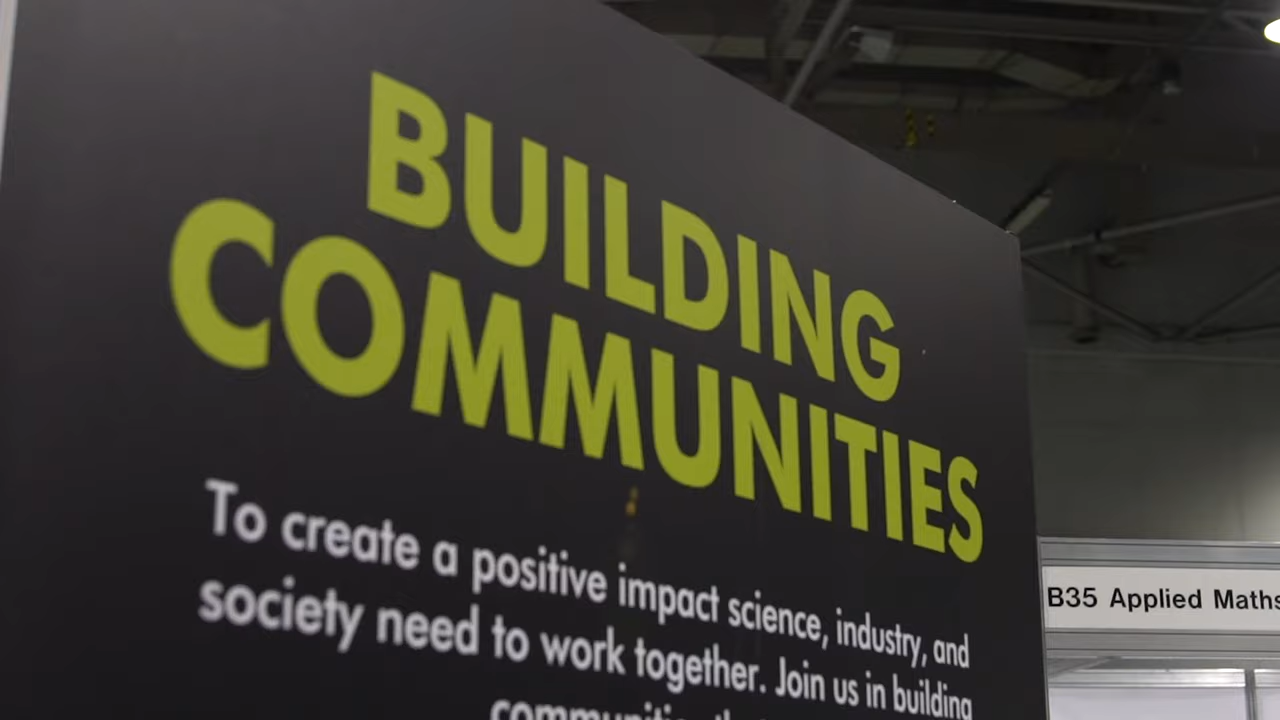 BUILDING
COMMUNITIES
To create a positive impact science, industry, and
society need to work together. Join us in building
B35 Applied Maths